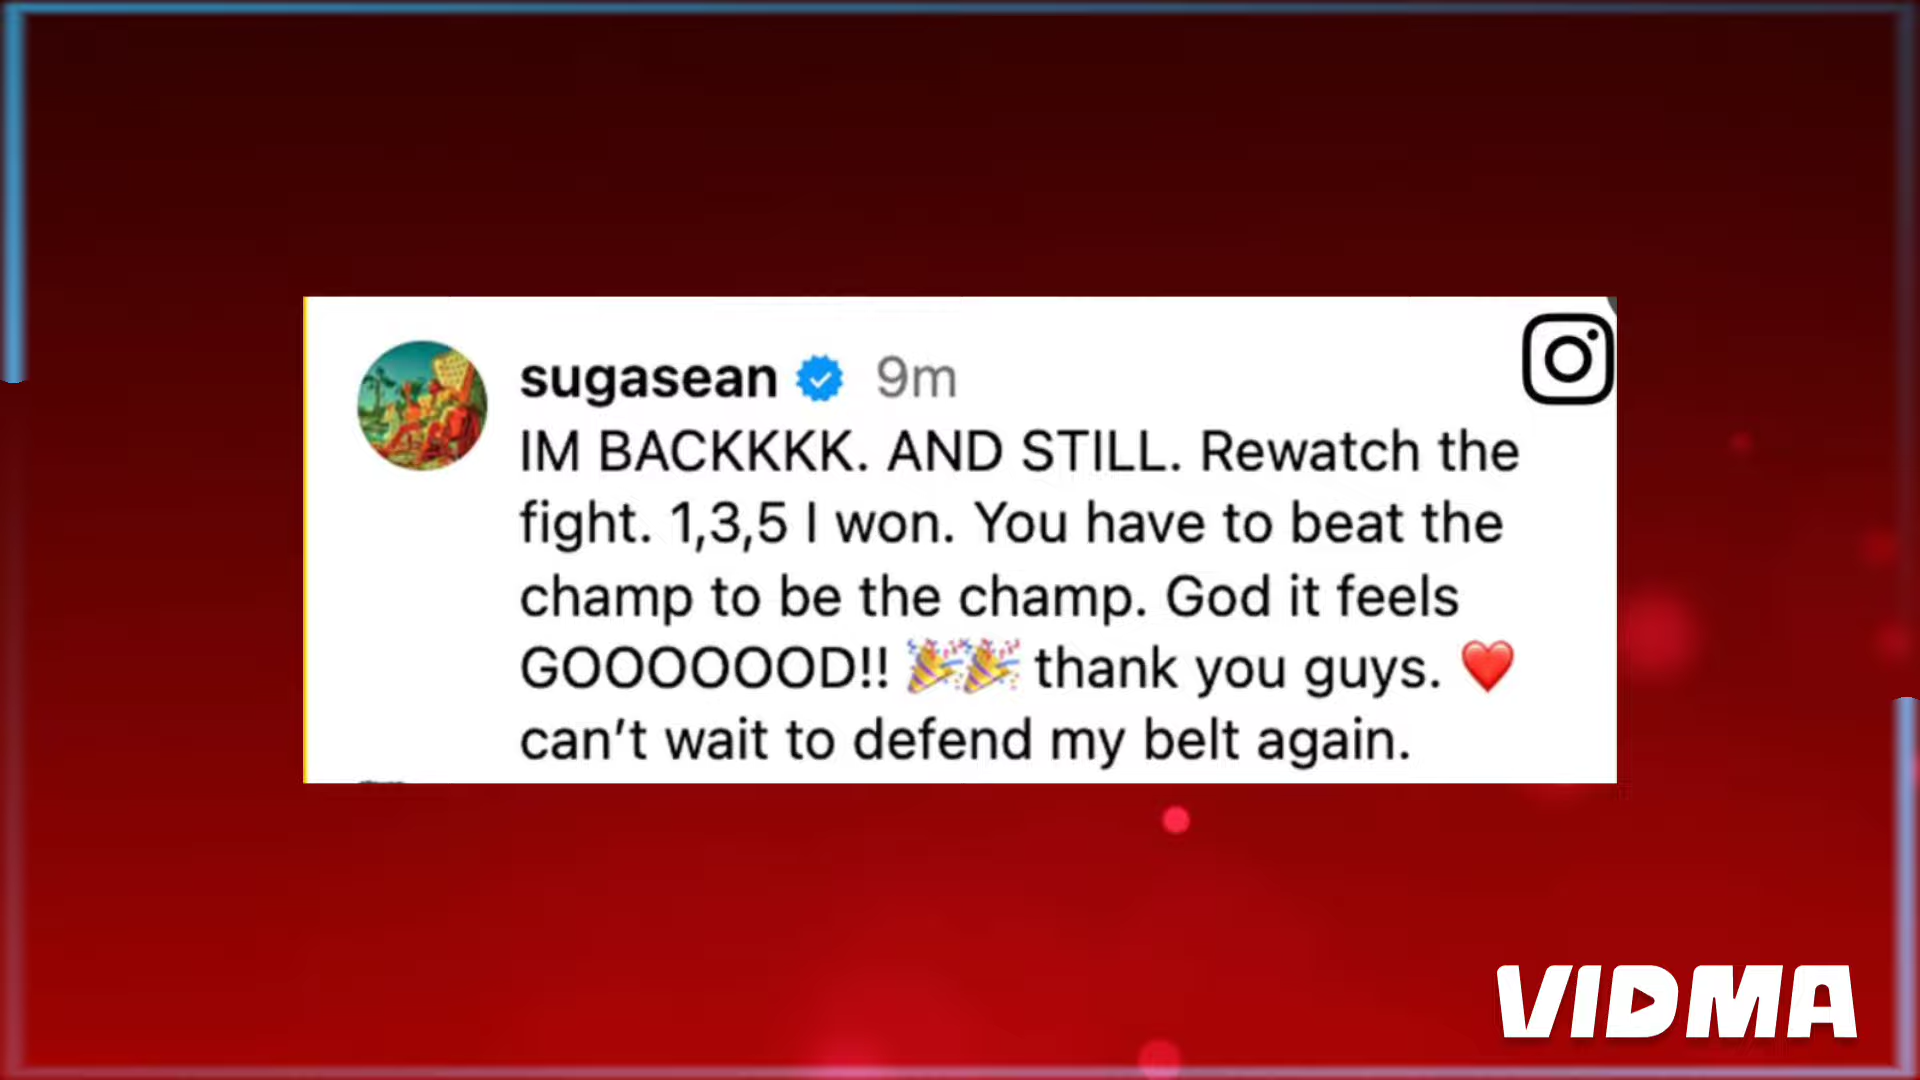 sugasean 9m
IM BACKKKK. AND STILL. Rewatch the
fight. 1,3,5 I won. You have to beat the
champ to be the champ. God it feels
GOOOOOOD!! 🎉🎉 thank you guys. ❤️
can't wait to defend my belt again.
VIDMA